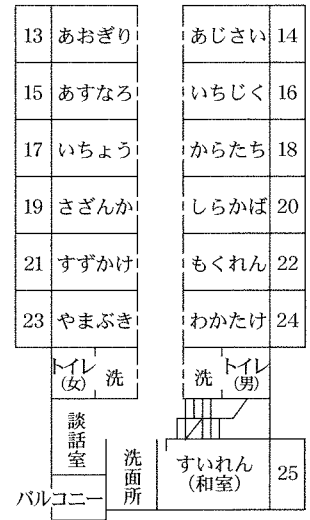 13 あおぎり あじさい 14
15 あすなろ いちじく 16
17 いちょう からたち 18
19 さざんか しらかば 20
21 すずかけ もくれん 22
23 やまぶき わかたけ 24
トイレ(女) 洗 洗 トイレ(男)
談話室
洗面所
すいれん
(和室)
25
バルコニー